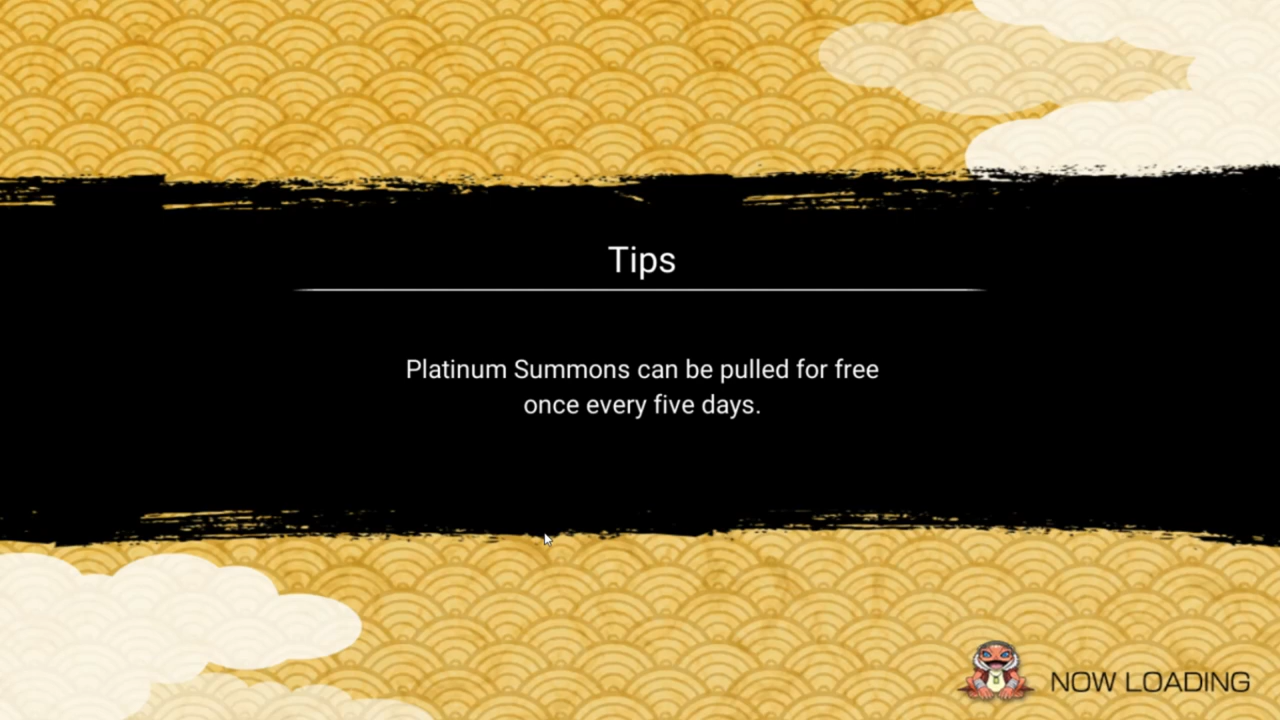 Tips
Platinum Summons can be pulled for free
once every five days.
NOW LOADING